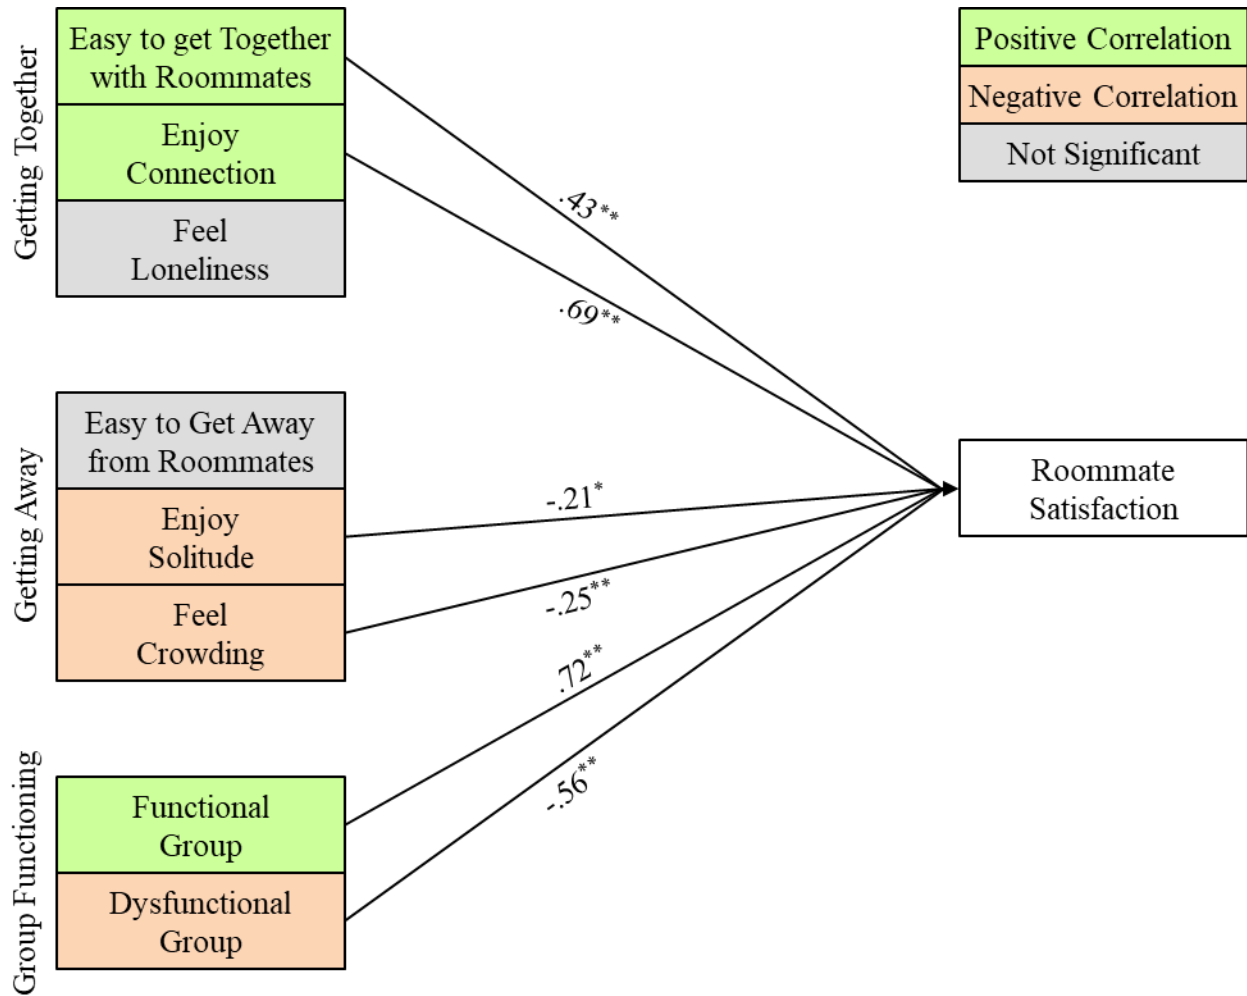 Getting Together
Easy to get Together
with Roommates
Enjoy
Connection
Feel
Loneliness
Positive Correlation
Negative Correlation
Not Significant
.43**
.69**
Getting Away
Easy to Get Away
from Roommates
Enjoy
Solitude
Feel
Crowding
-.21*
-.25**
Roommate
Satisfaction
Group Functioning
Functional
Group
Dysfunctional
Group
.72**
-.56**